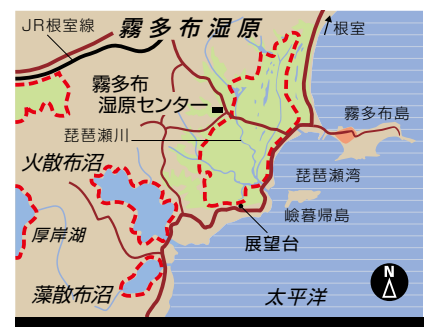 JR根室線
霧多布湿原
根室
霧多布
湿原センター
霧多布島
琵琶瀬川
火散布沼
琵琶瀬湾
嶮暮帰島
厚岸湖
展望台
藻散布沼
太平洋
N